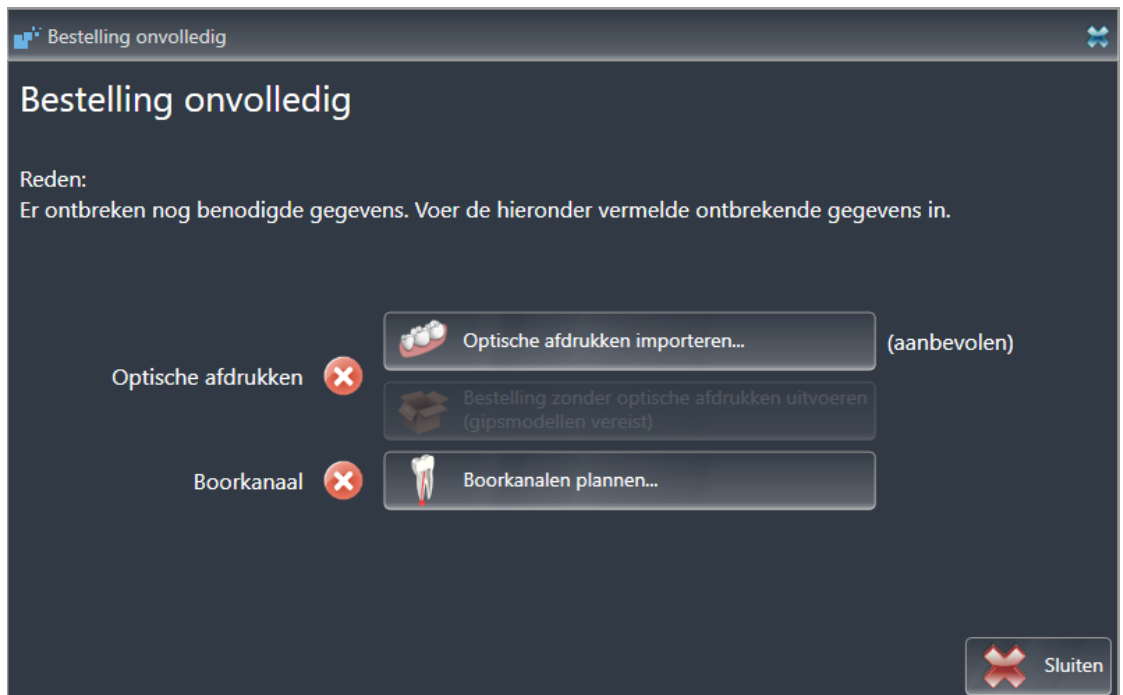 Bestelling onvolledig
Bestelling onvolledig
Reden:
Er ontbreken nog benodigde gegevens. Voer de hieronder vermelde ontbrekende gegevens in.
Optische afdrukken importeren...
(aanbevolen)
Optische afdrukken
Bestelling zonder optische afdrukken uitvoeren
(gipsmodellen vereist)
Boorkanaal
Boorkanalen plannen...
Sluiten